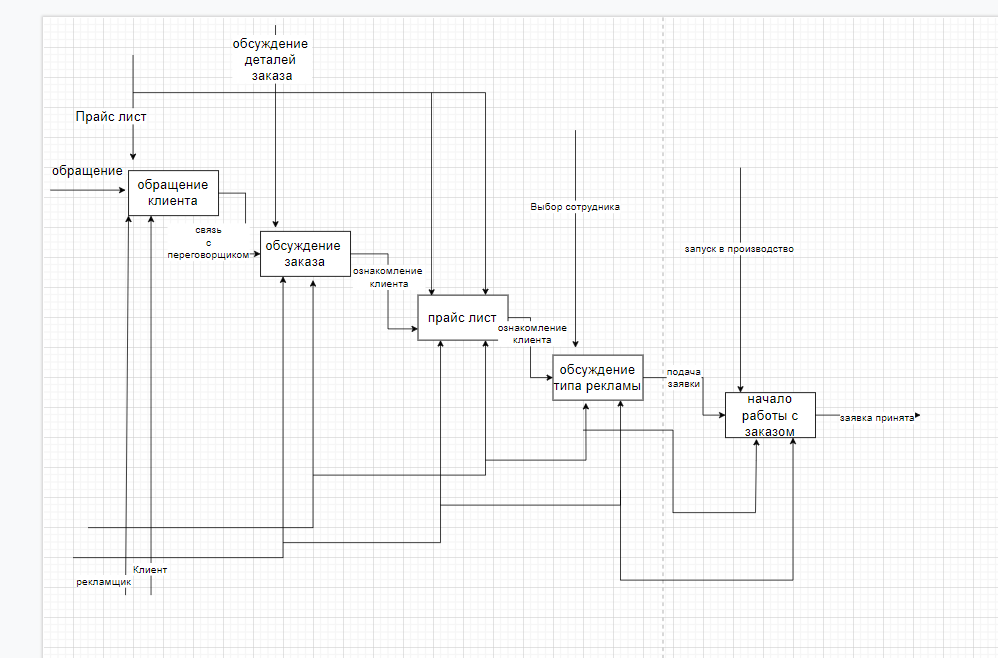 обсуждение
деталей
заказа
Прайс лист
обращение
обращение
клиента
связь
с
переговорщиком
обсуждение
заказа
ознакомление
клиента
прайс лист
ознакомление
клиента
Выбор сотрудника
обсуждение
типа рекламы
подача
заявки
запуск в производство
начало
работы с
заказом
заявка принята
Клиент
рекламщик